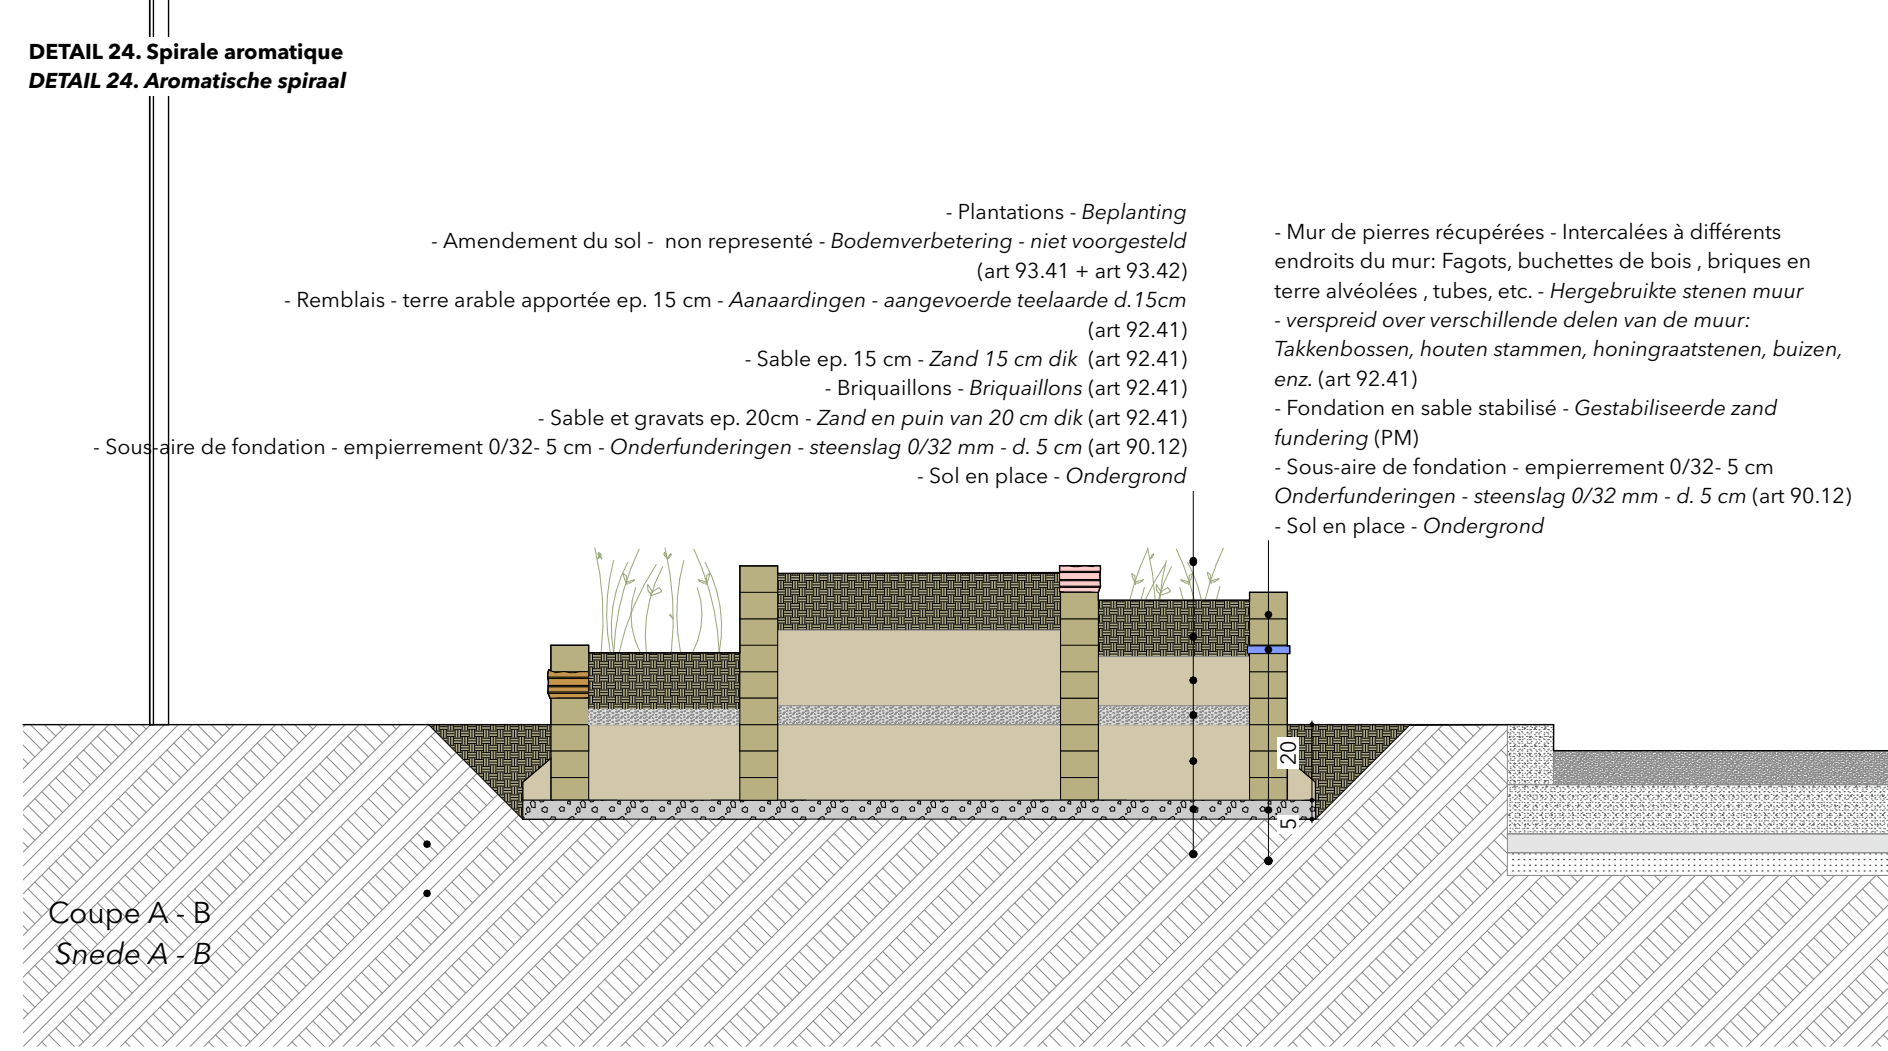 DETAIL 24. Spirale aromatique
DETAIL 24. Aromatische spiraal
- Plantations - Beplanting
- Amendement du sol -  non representé - Bodemverbetering - niet voorgesteld
(art 93.41 + art 93.42)
- Remblais - terre arable apportée ep. 15 cm - Aanaardingen - aangevoerde teelaarde d.15cm
(art 92.41)
- Sable ep. 15 cm - Zand 15 cm dik  (art 92.41)
- Briquaillons - Briquaillons (art 92.41)
- Sable et gravats ep. 20cm - Zand en puin van 20 cm dik (art 92.41)
- Sous-aire de fondation - empierrement 0/32- 5 cm - Onderfunderingen - steenslag 0/32 mm - d. 5 cm (art 90.12)
- Sol en place - Ondergrond
- Mur de pierres récupérées - Intercalées à différents
endroits du mur: Fagots, buchettes de bois , briques en
terre alvéolées , tubes, etc. - Hergebruikte stenen muur
- verspreid over verschillende delen van de muur:
Takkenbossen, houten stammen, honingraatstenen, buizen,
enz. (art 92.41)
- Fondation en sable stabilisé - Gestabiliseerde zand
fundering (PM)
- Sous-aire de fondation - empierrement 0/32- 5 cm
Onderfunderingen - steenslag 0/32 mm - d. 5 cm (art 90.12)
- Sol en place - Ondergrond
20
5
Coupe A - B
Snede A - B